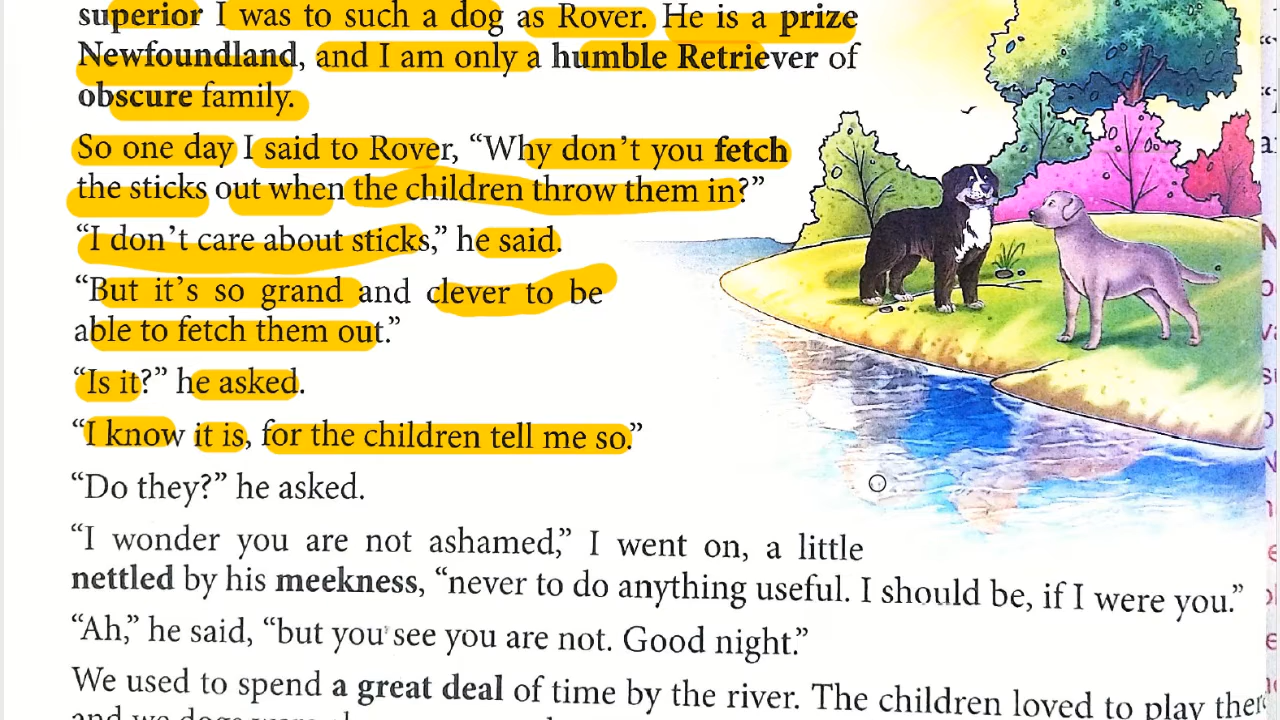 superior I was to such a dog as Rover. He is a prize
Newfoundland, and I am only a humble Retriever of
obscure family.
So one day I said to Rover, “Why don’t you fetch
the sticks out when the children throw them in?”
“I don’t care about sticks,” he said.
“But it’s so grand and clever to be
able to fetch them out.”
“Is it?” he asked.
“I know it is, for the children tell me so.”
“Do they?” he asked.
“I wonder you are not ashamed,” I went on, a little
nettled by his meekness, “never to do anything useful. I should be, if I were you.”
“Ah,” he said, “but you see you are not. Good night.”
We used to spend a great deal of time by the river. The children loved to play there